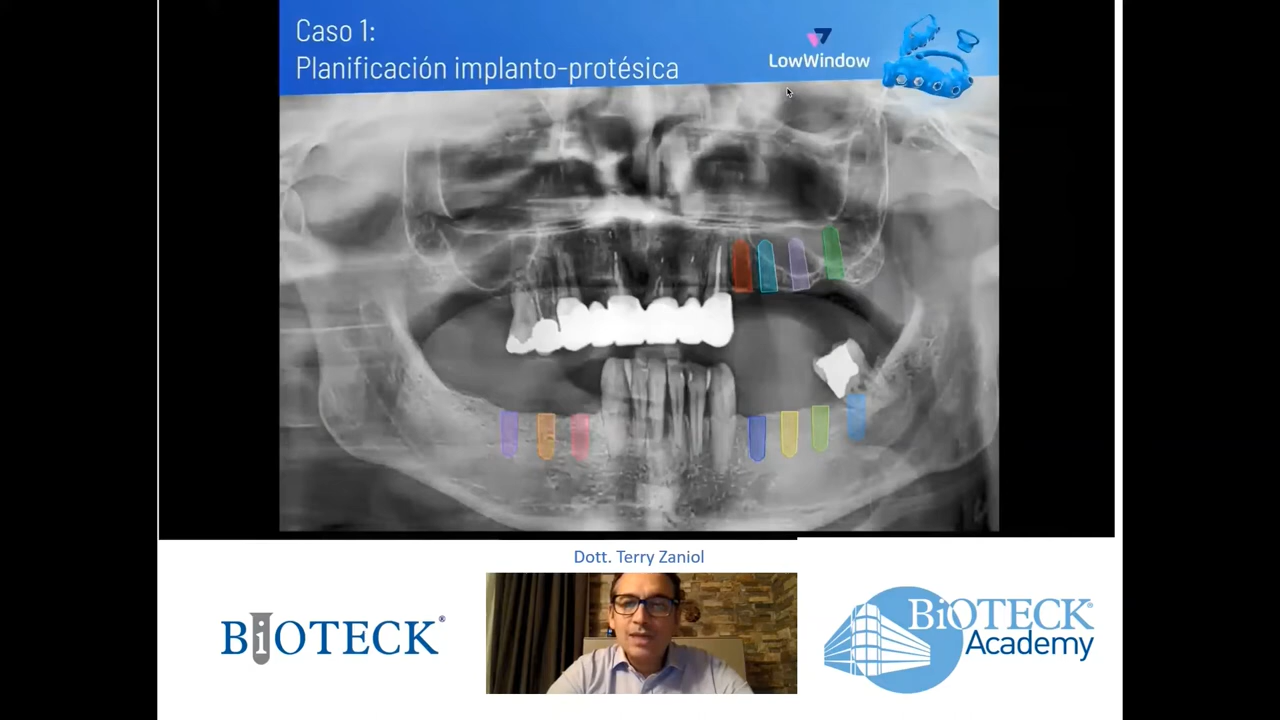 Caso 1:
Planificación implanto-protésica
LowWindow
Dott. Terry Zaniol
BiOTECK®
BiOTECK®
Academy